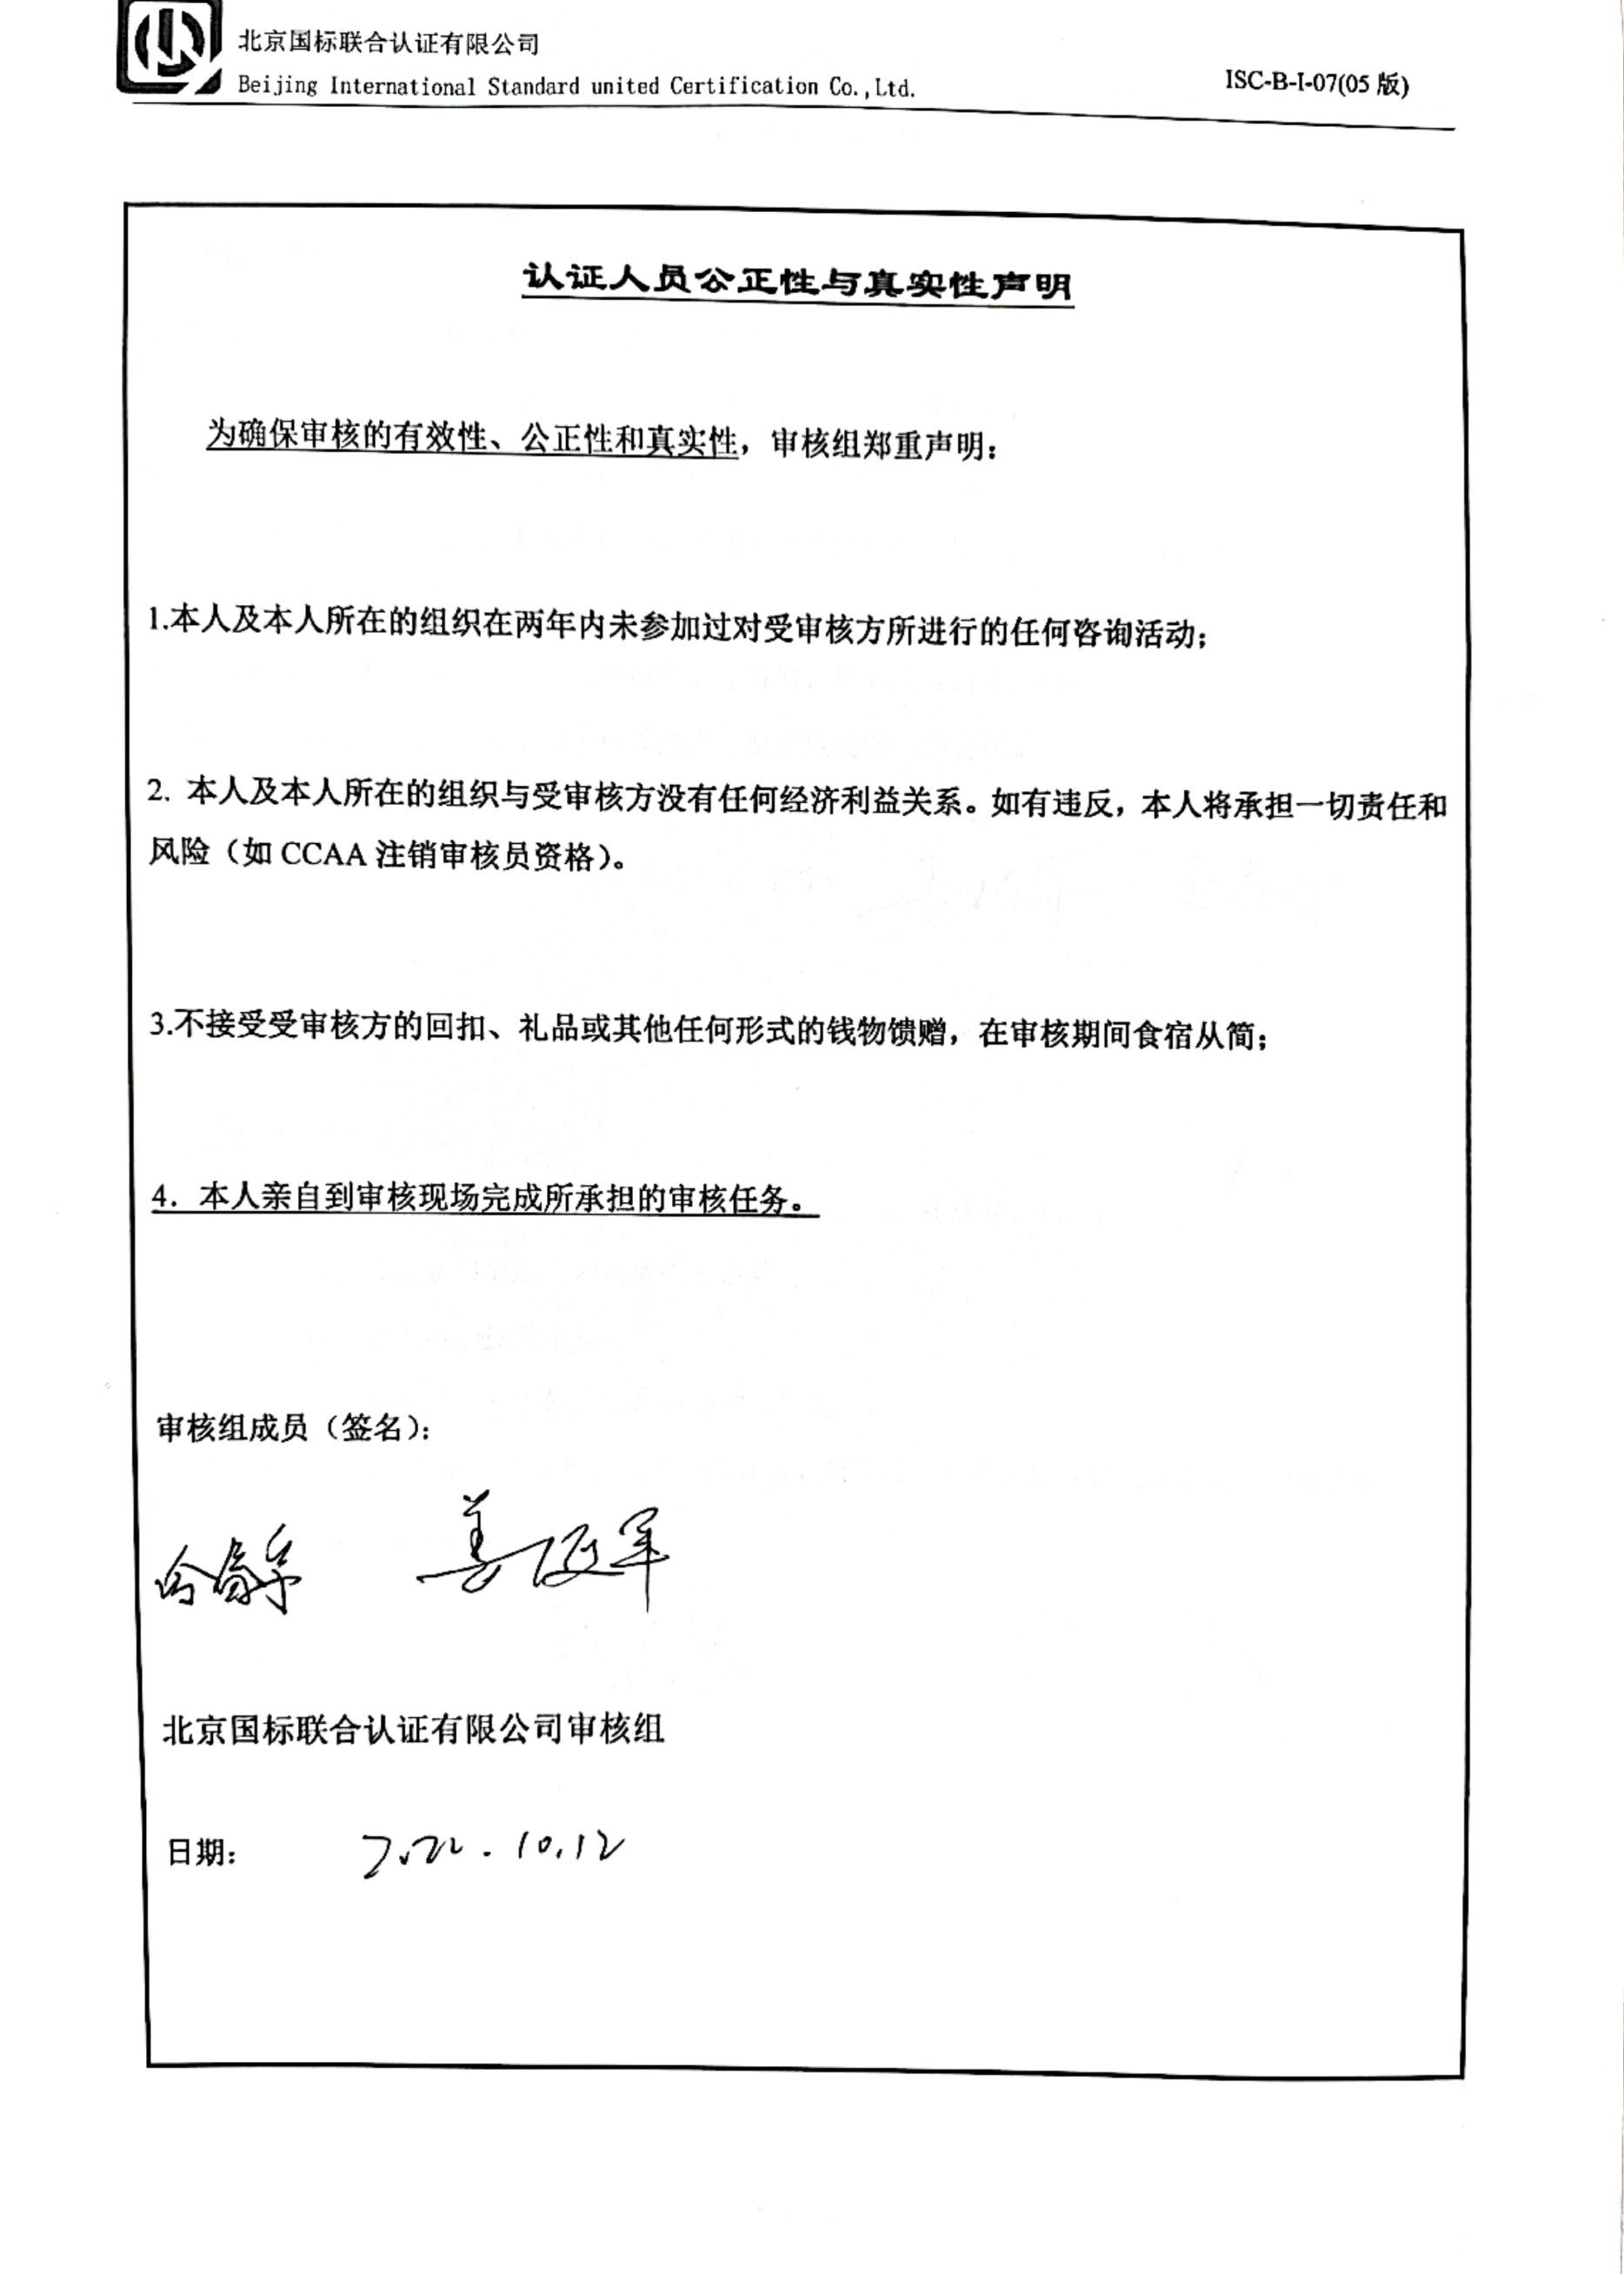 北京国标联合认证有限公司
Beijing International Standard united Certification Co.,Ltd.
ISC-B-I-07(05 版)
认证人员公正性与真实性声明
为确保审核的有效性、公正性和真实性，审核组郑重声明：
1.本人及本人所在的组织在两年内未参加过对受审核方所进行的任何咨询活动；
2. 本人及本人所在的组织与受审核方没有任何经济利益关系。如有违反，本人将承担一切责任和
风险（如 CCAA 注销审核员资格）。
3.不接受受审核方的回扣、礼品或其他任何形式的钱物馈赠，在审核期间食宿从简；
4. 本人亲自到审核现场完成所承担的审核任务。
审核组成员（签名）：
北京国标联合认证有限公司审核组
日期： 2022.10.12